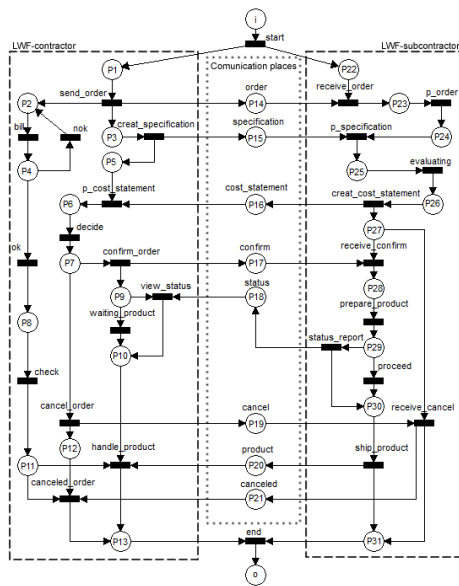 i
start
LWF-contractor
LWF-subcontractor
Comunication places
P1
P22
send_order
order
receive_order
p_order
P2
P14
P23
bill
nok
P3
creat_specification
specification
p_specification
P24
P15
P4
P5
P25
evaluating
p_cost_statement
cost_statement
creat_cost_statement
P6
P16
P26
decide
P27
confirm_order
confirm
receive_confirm
ok
P7
P17
view_status
status
P28
P9
P18
prepare_product
waiting_product
P8
status_report
P29
P10
proceed
check
cancel_order
cancel
P30
receive_cancel
P19
P12
handle_product
product
ship_product
P11
P20
canceled_order
canceled
P21
end
P13
P31
o